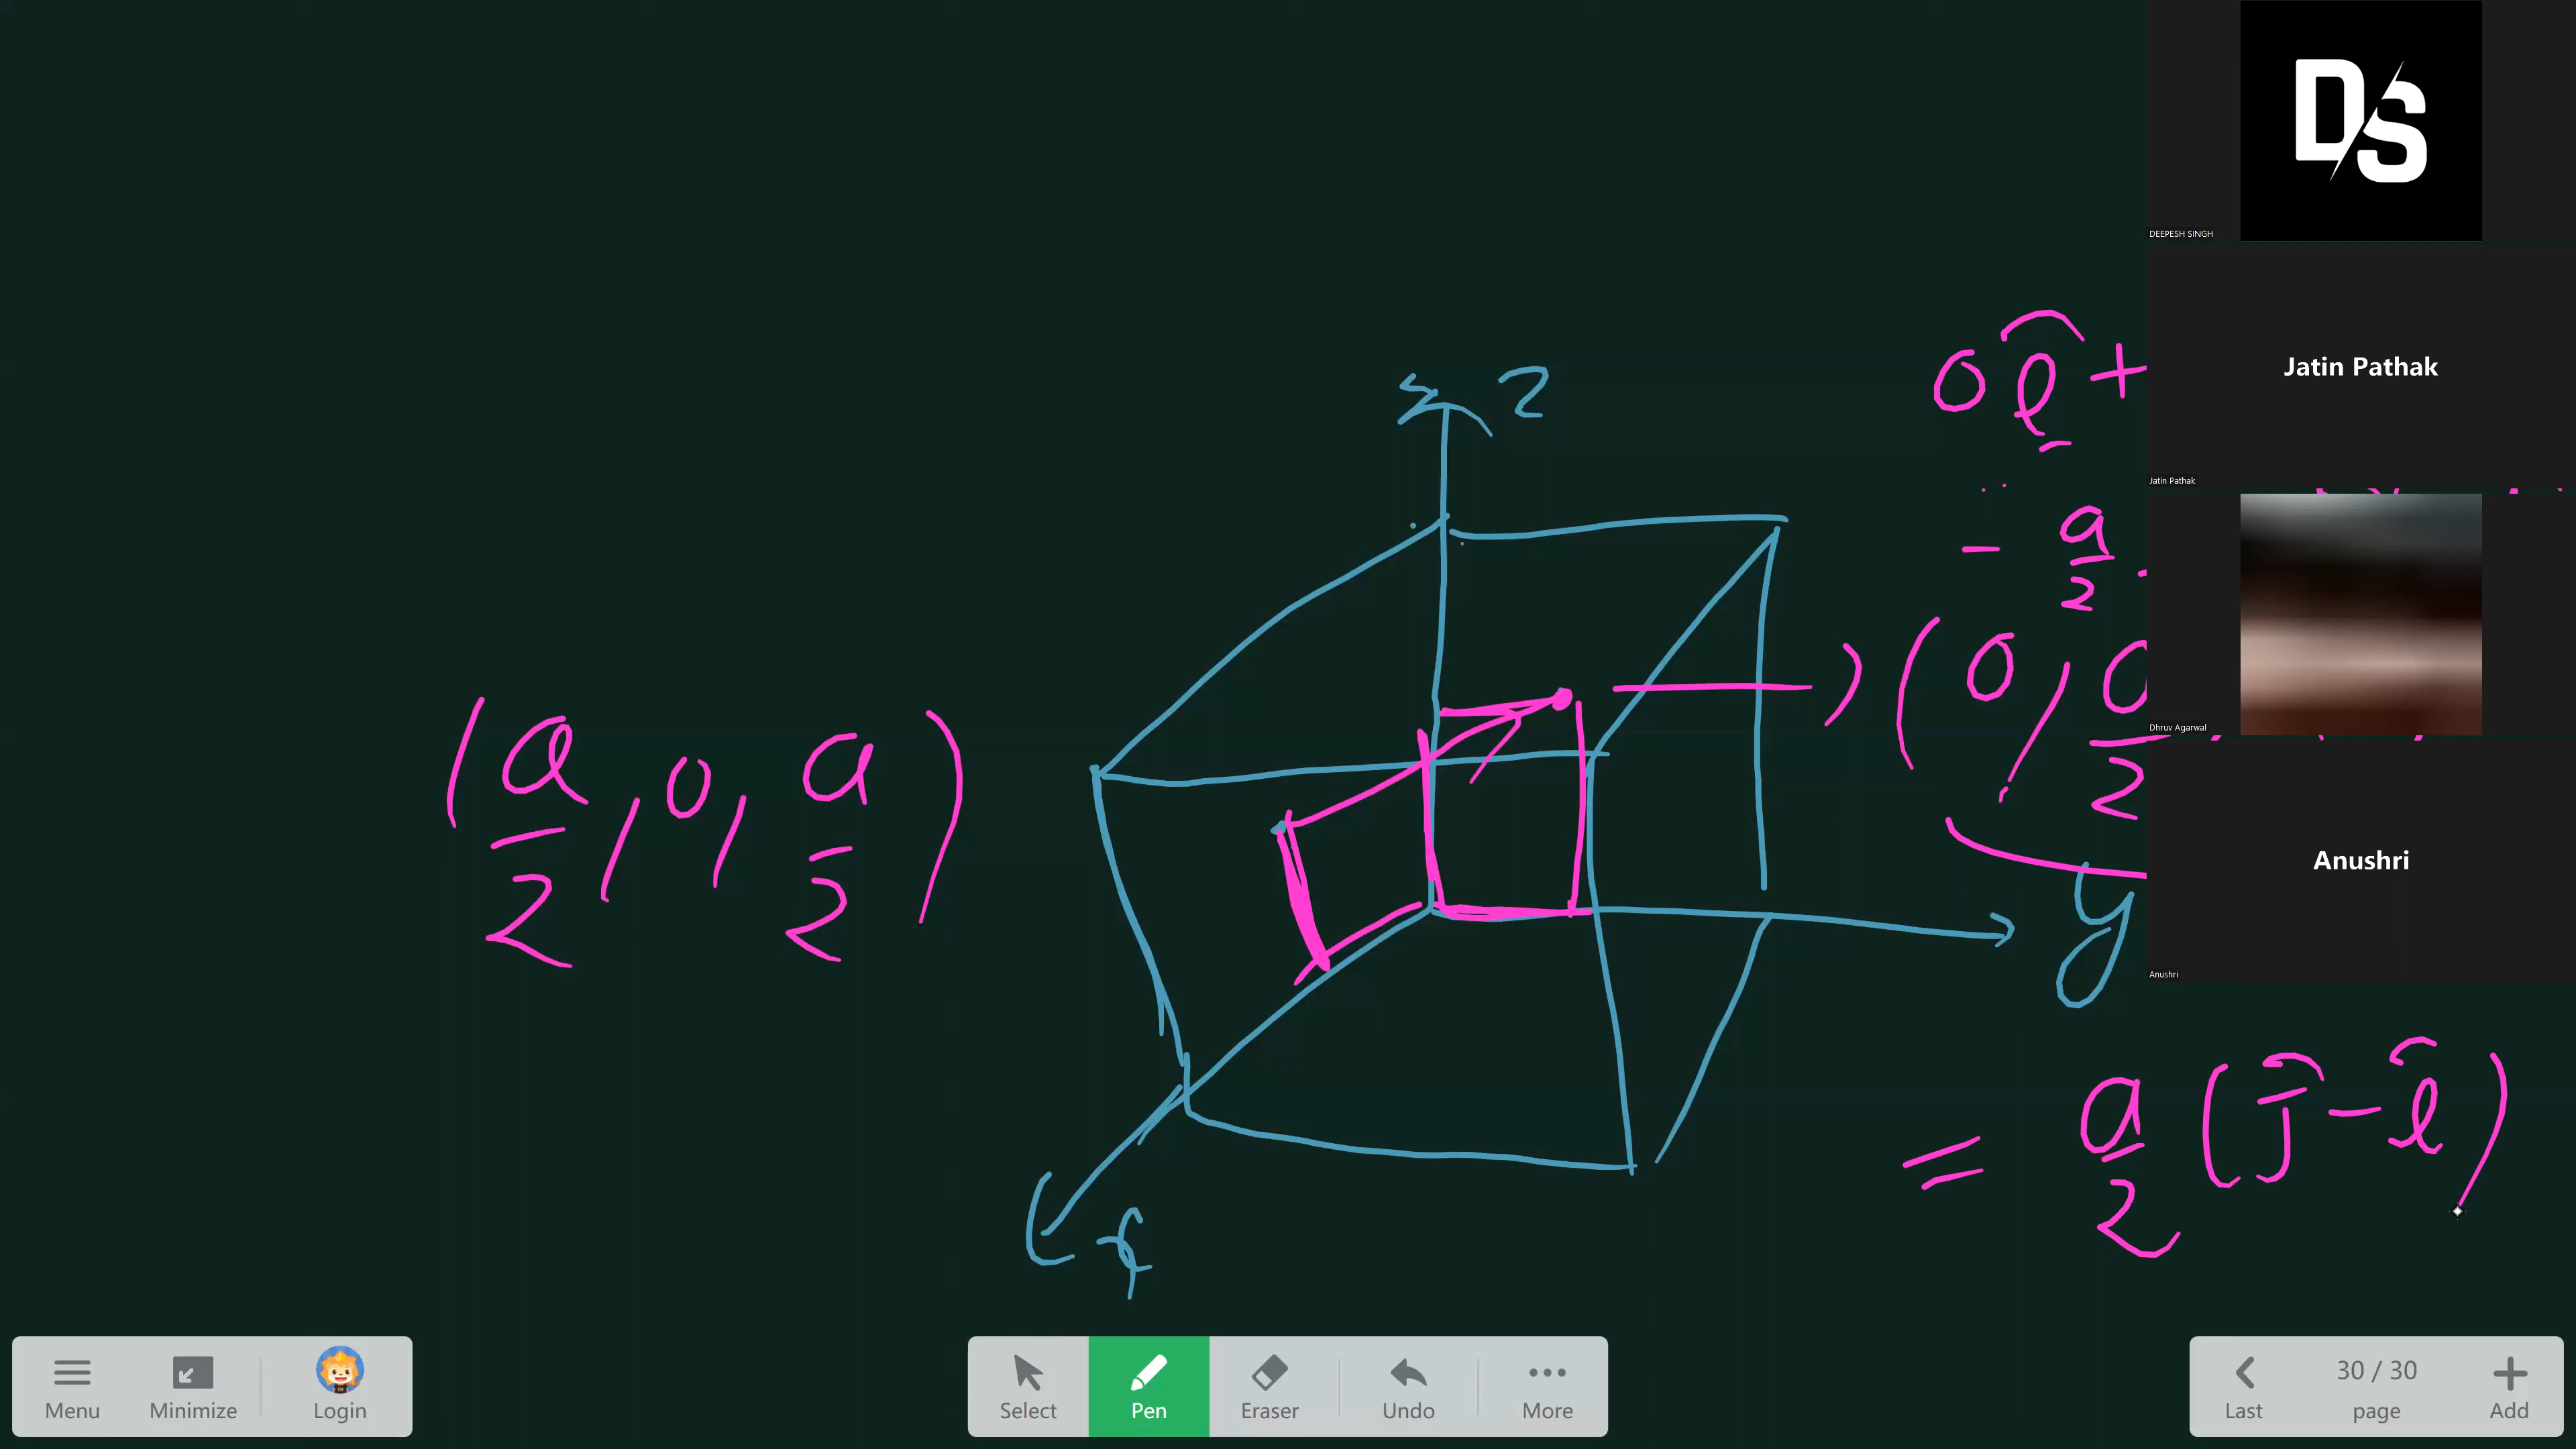 DS
DEEPESH SINGH
Jatin Pathak
Jatin Pathak
Dhruv Agarwal
Anushri
Anushri
z
0 +
- a/2
(a/2, 0, a/2)
(0, a/2
y
= a/2 (ĵ - î)
x
Menu
Minimize
Login
Select
Pen
Eraser
Undo
More
Last
30 / 30
page
Add